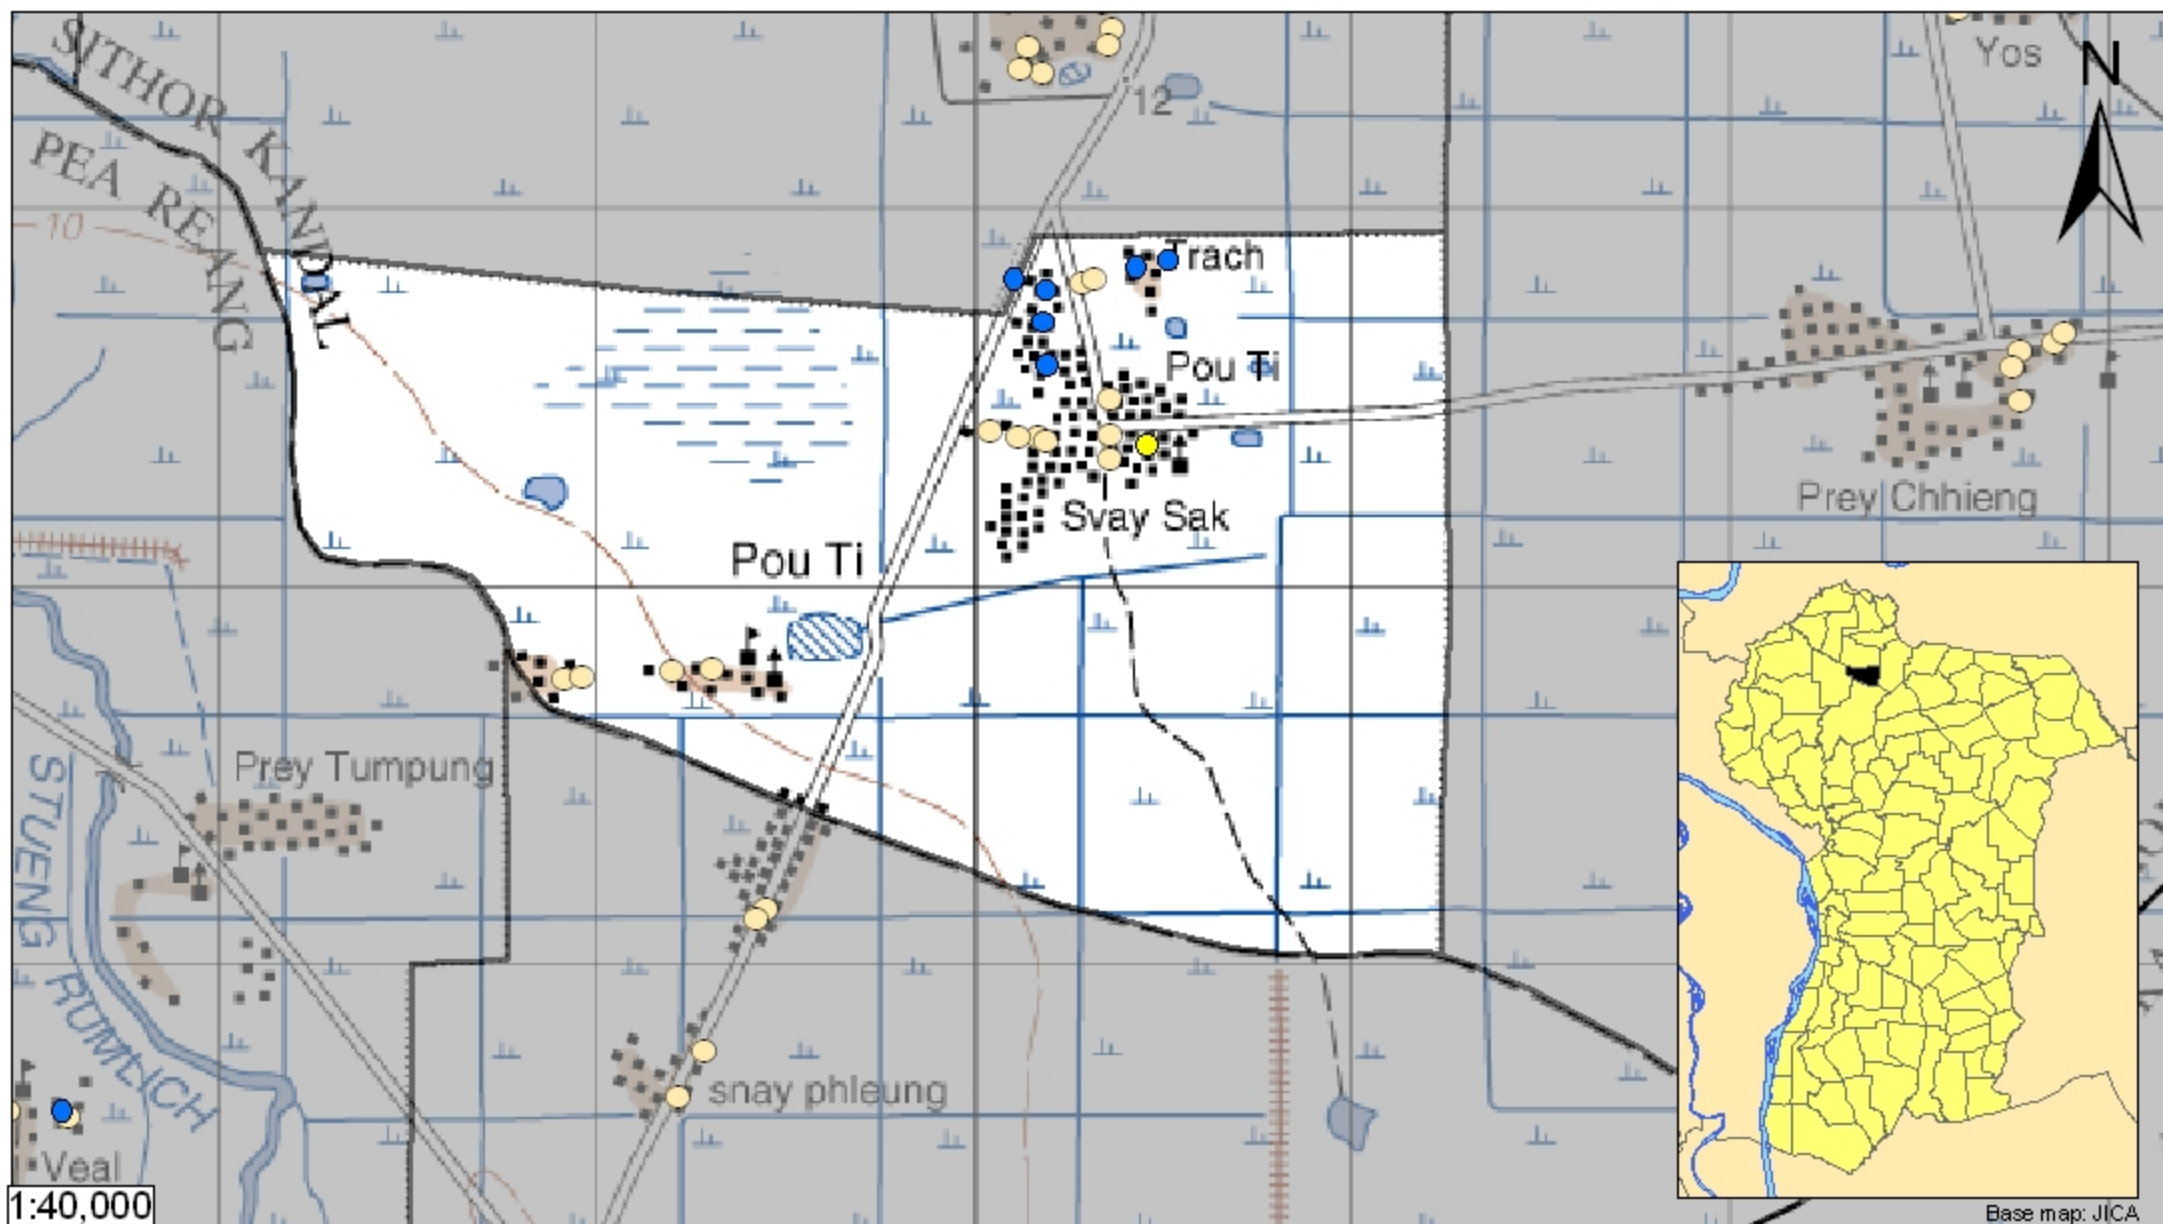 SITHOR KANDAL
Yos
N
12
PEA REANG
10
Trach
Pou Ti
Prey Chhieng
Svay Sak
Pou Ti
Prey Tumpung
STUENG RUMLICH
snay phleung
Veal
1:40,000
Base map: JICA